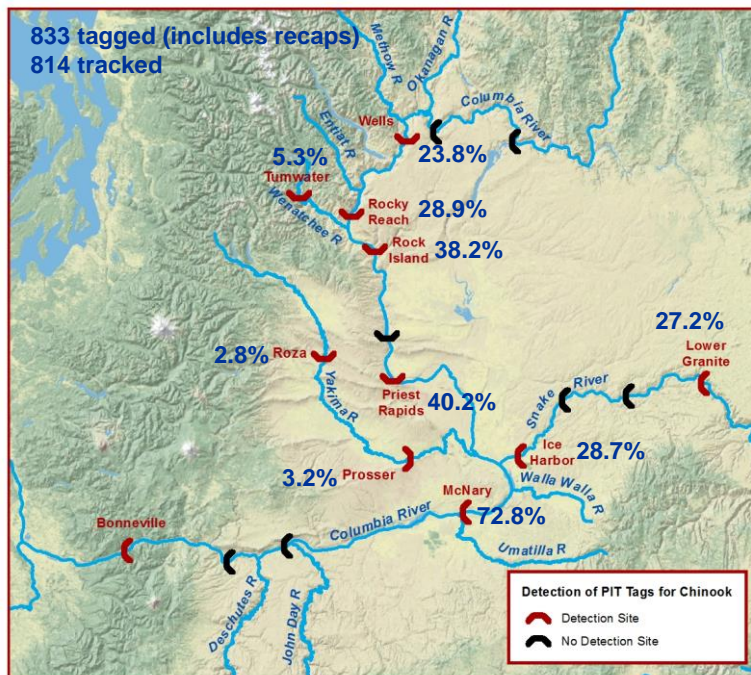 833 tagged (includes recaps)
814 tracked
Methow R
Okanagan R
Columbia River
Wells
23.8%
Entiat R
5.3%
Tumwater
Wenatchee R
Rocky
Reach
28.9%
Rock
Island
38.2%
27.2%
Lower
Granite
2.8%
Roza
Yakima R
Priest
Rapids
40.2%
Snake River
Ice
Harbor
28.7%
3.2%
Prosser
Walla Walla R
McNary
72.8%
Bonneville
Columbia River
Umatilla R
Deschutes R
John Day R
Detection of PIT Tags for Chinook
Detection Site
No Detection Site